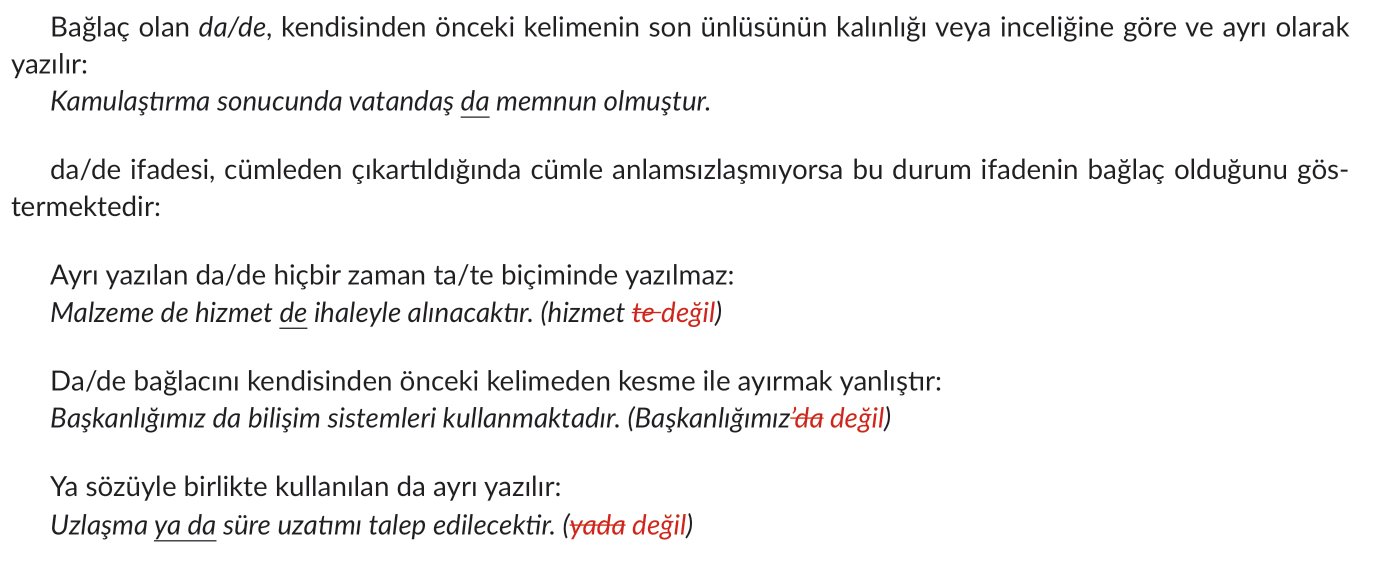 Bağlaç olan da/de, kendisinden önceki kelimenin son ünlüsünün kalınlığı veya inceliğine göre ve ayrı olarak
yazılır:
Kamulaştırma sonucunda vatandaş da memnun olmuştur.
da/de ifadesi, cümleden çıkartıldığında cümle anlamsızlaşmıyorsa bu durum ifadenin bağlaç olduğunu gös-
termektedir:
Ayrı yazılan da/de hiçbir zaman ta/te biçiminde yazılmaz:
Malzeme de hizmet de ihaleyle alınacaktır. (hizmet te değil)
Da/de bağlacını kendisinden önceki kelimeden kesme ile ayırmak yanlıştır:
Başkanlığımız da bilişim sistemleri kullanmaktadır. (Başkanlığımız’da değil)
Ya sözüyle birlikte kullanılan da ayrı yazılır:
Uzlaşma ya da süre uzatımı talep edilecektir. (yada değil)